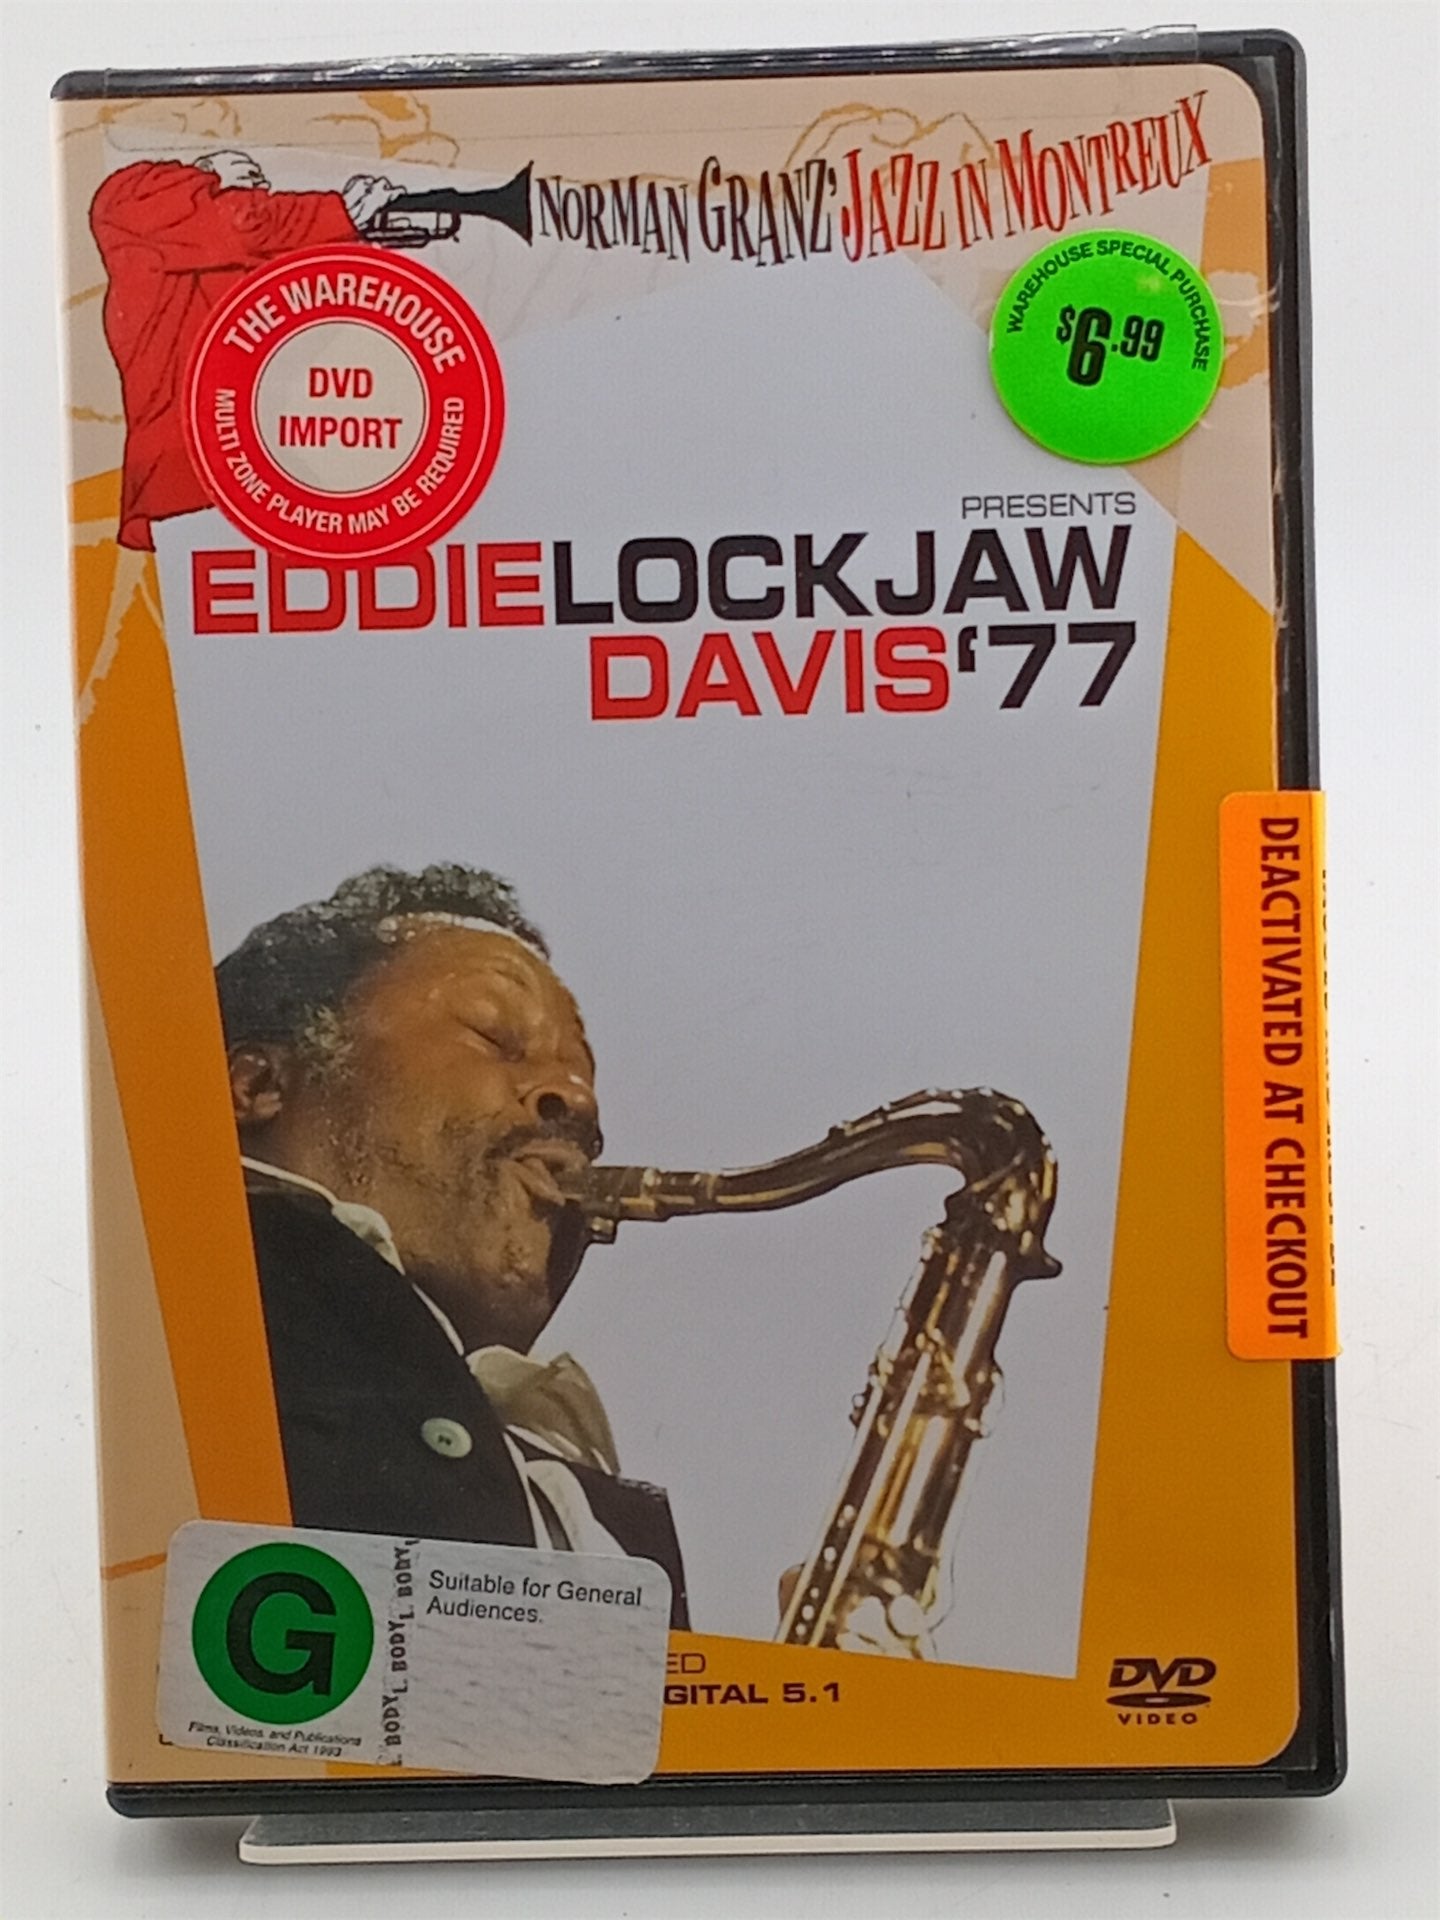 NORMAN GRANZ' JAZZ IN MONTREUX
THE WAREHOUSE
DVD
IMPORT
MULTI ZONE PLAYER MAY BE REQUIRED
WAREHOUSE SPECIAL PURCHASE
$6.99
PRESENTS
EDDIELOCKJAW
DAVIS'77
DEACTIVATED AT CHECKOUT
G
Films, Videos, and Publications
Classification Act 1993
Suitable for General
Audiences.
ED
GITAL 5.1
DVD
VIDEO